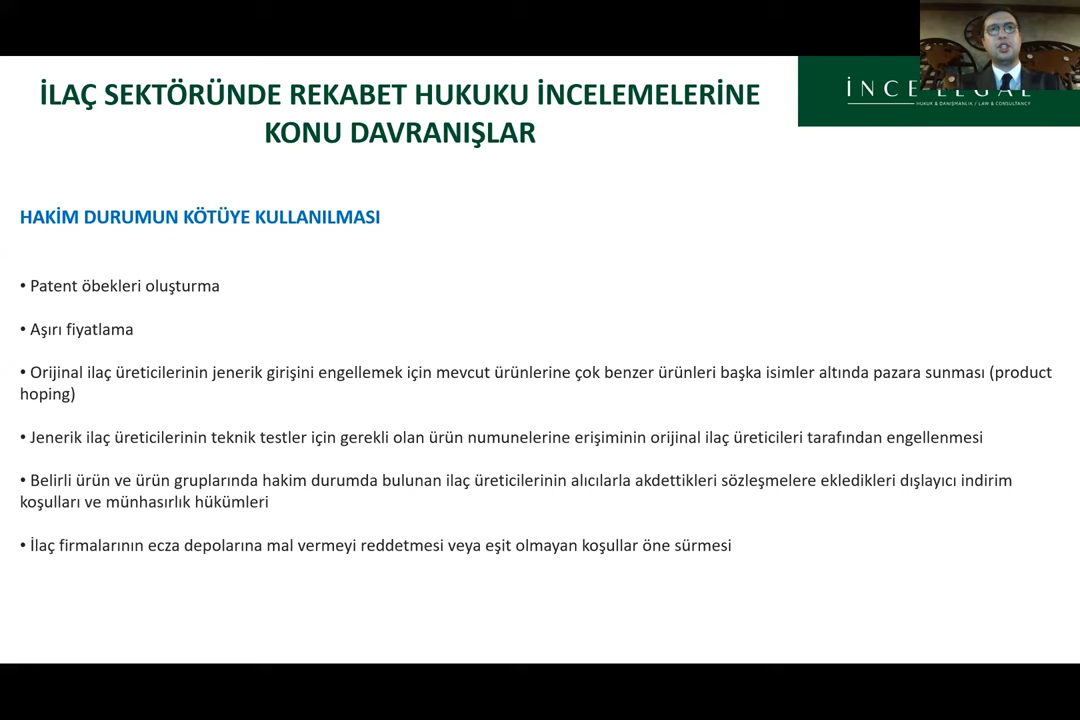 İLAÇ SEKTÖRÜNDE REKABET HUKUKU İNCELEMELERİNE
KONU DAVRANIŞLAR
İNCE LEGAL
HUKUK & DANIŞMANLIK / LAW & CONSULTANCY
HAKİM DURUMUN KÖTÜYE KULLANILMASI
• Patent öbekleri oluşturma
• Aşırı fiyatlama
• Orijinal ilaç üreticilerinin jenerik girişini engellemek için mevcut ürünlerine çok benzer ürünleri başka isimler altında pazara sunması (product
hoping)
• Jenerik ilaç üreticilerinin teknik testler için gerekli olan ürün numunelerine erişiminin orijinal ilaç üreticileri tarafından engellenmesi
• Belirli ürün ve ürün gruplarında hakim durumda bulunan ilaç üreticilerinin alıcılarla akdettikleri sözleşmelere ekledikleri dışlayıcı indirim
koşulları ve münhasırlık hükümleri
• İlaç firmalarının ecza depolarına mal vermeyi reddetmesi veya eşit olmayan koşullar öne sürmesi